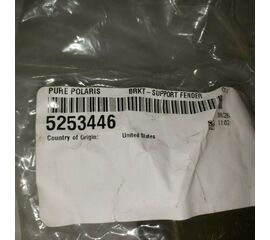 PURE POLARIS BRKT-SUPPORT FENDER
5253446
Country of Origin: United States